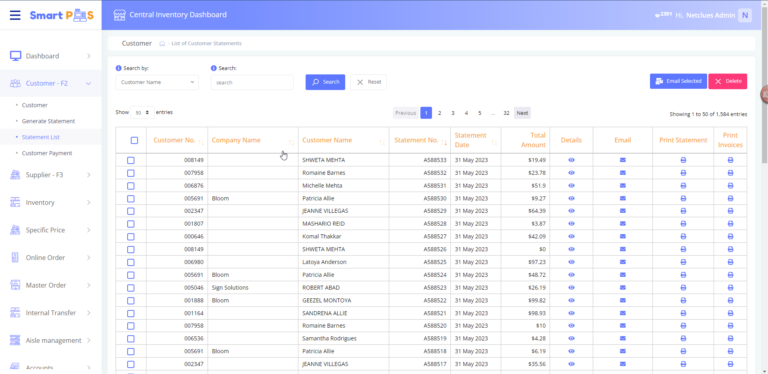 Smart POS
Central Inventory Dashboard
2391 Hi, Netclues Admin N
Dashboard
Customer - F2
Customer
Generate Statement
Statement List
Customer Payment
Supplier - F3
Inventory
Specific Price
Online Order
Master Order
Internal Transfer
Aisle management
Accounts
Customer - List of Customer Statements
Search by: Search:
Customer Name search Search Reset Email Selected Delete
Show 50 entries Previous 1 2 3 4 5 ... 32 Next Showing 1 to 50 of 1,584 entries
Customer No. Company Name Customer Name Statement No. Statement Date Total Amount Details Email Print Statement Print Invoices
008149 SHWETA MEHTA A588533 31 May 2023 $19.49
007958 Romaine Barnes A588532 31 May 2023 $23.78
006876 Michelle Mehta A588531 31 May 2023 $51.9
005691 Bloom Patricia Allie A588530 31 May 2023 $9.27
002347 JEANNE VILLEGAS A588529 31 May 2023 $64.39
001807 MASHARIO REID A588528 31 May 2023 $3.87
000646 Komal Thakkar A588527 31 May 2023 $42.09
008149 SHWETA MEHTA A588526 31 May 2023 $0
006980 Latoya Anderson A588525 31 May 2023 $97.23
005691 Bloom Patricia Allie A588524 31 May 2023 $48.72
005046 Sign Solutions ROBERT ABAD A588523 31 May 2023 $26.19
001888 Bloom GEEZEL MONTOYA A588522 31 May 2023 $99.82
001164 SANDRENA ALLIE A588521 31 May 2023 $98.93
007958 Romaine Barnes A588520 31 May 2023 $10
006536 Samantha Rodrigues A588519 31 May 2023 $4.28
005691 Bloom Patricia Allie A588518 31 May 2023 $6.19
002347 JEANNE VILLEGAS A588517 31 May 2023 $35.56